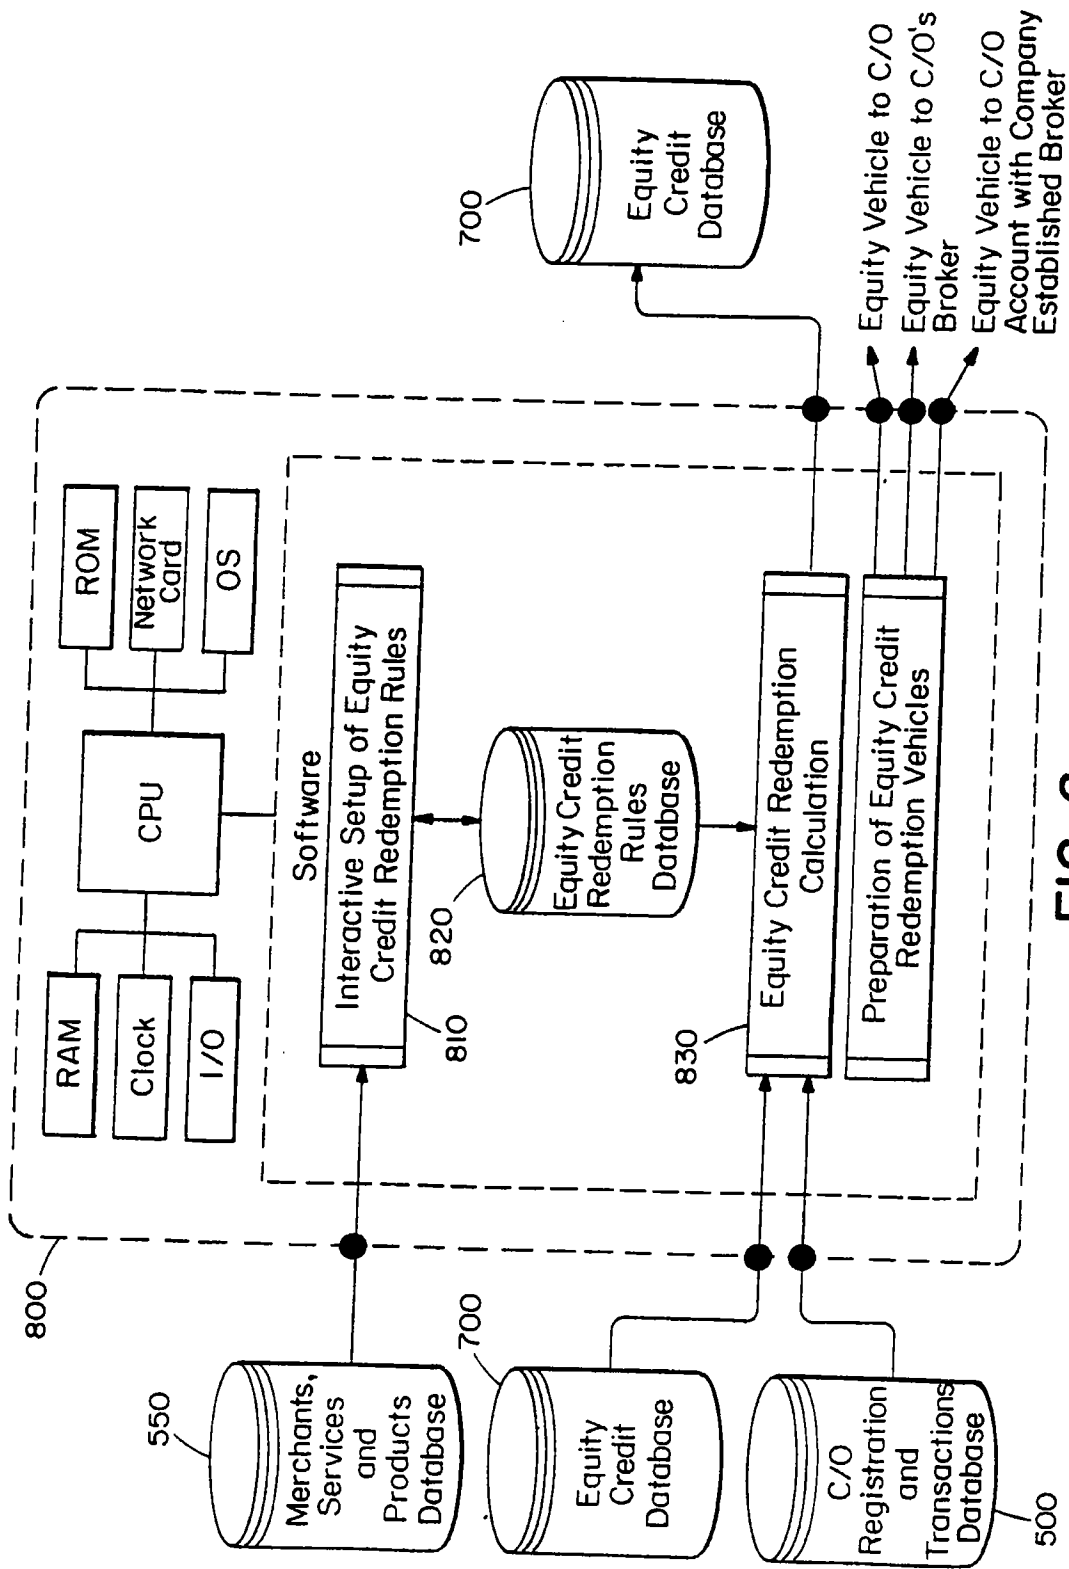 800
RAM
Clock
I/O
CPU
ROM
Network
Card
OS
Software
550
Merchants,
Services
and
Products
Database
Interactive Setup of Equity
Credit Redemption Rules
810
820
Equity Credit
Redemption
Rules
Database
700
Equity
Credit
Database
C/O
Registration
and
Transactions
Database
500
830
Equity Credit Redemption
Calculation
Preparation of Equity Credit
Redemption Vehicles
700
Equity
Credit
Database
Equity Vehicle to C/O
Equity Vehicle to C/O's
Broker
Equity Vehicle to C/O
Account with Company
Established Broker